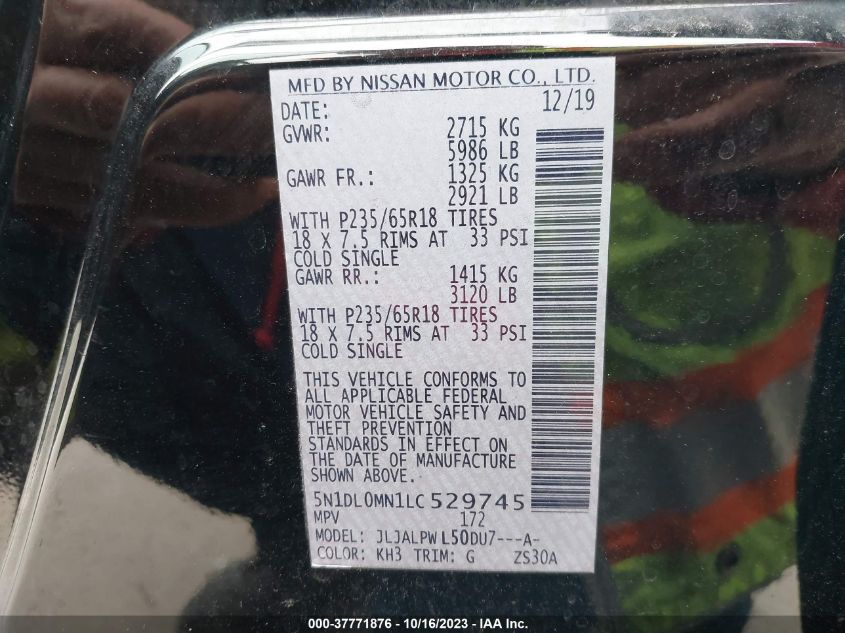 MFD BY NISSAN MOTOR CO., LTD.
DATE: 12/19
GVWR: 2715 KG
5986 LB
GAWR FR.: 1325 KG
2921 LB
WITH P235/65R18 TIRES
18 X 7.5 RIMS AT 33 PSI
COLD SINGLE
GAWR RR.: 1415 KG
3120 LB
WITH P235/65R18 TIRES
18 X 7.5 RIMS AT 33 PSI
COLD SINGLE
THIS VEHICLE CONFORMS TO
ALL APPLICABLE FEDERAL
MOTOR VEHICLE SAFETY AND
THEFT PREVENTION
STANDARDS IN EFFECT ON
THE DATE OF MANUFACTURE
SHOWN ABOVE.
5N1DL0MN1LC529745
MPV 172
MODEL: JLJALPWL50DU7---A-
COLOR: KH3 TRIM: G ZS30A
000-37771876 / 10/16/2023 - IAA Inc.